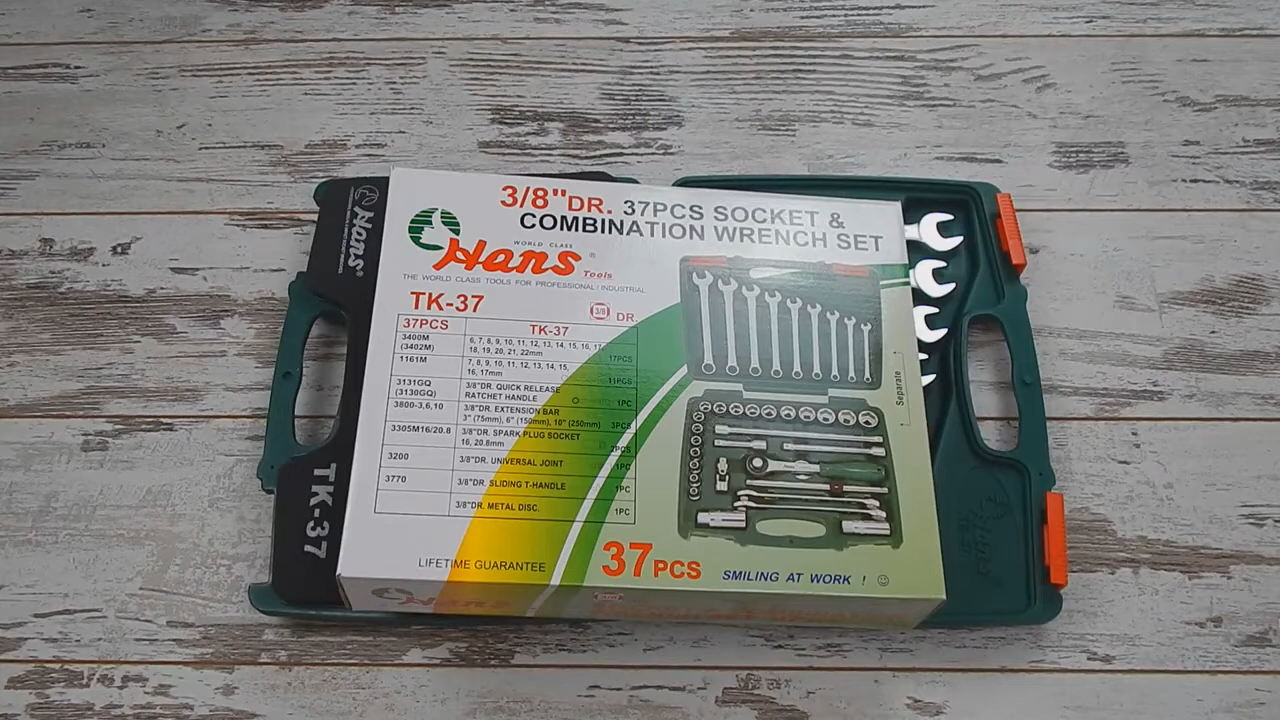 3/8"DR. 37PCS SOCKET &
COMBINATION WRENCH SET
WORLD CLASS
Hans ®
Tools
THE WORLD CLASS TOOLS FOR PROFESSIONAL / INDUSTRIAL
TK-37
3/8 DR.
37PCS TK-37
3400M (3402M) 6, 7, 8, 9, 10, 11, 12, 13, 14, 15, 16, 17,
18, 19, 20, 21, 22mm 17PCS
1161M 7, 8, 9, 10, 11, 12, 13, 14, 15,
16, 17mm 11PCS
3131GQ 3/8"DR. QUICK RELEASE
(3130GQ) RATCHET HANDLE 1PC
3800-3,6,10 3/8"DR. EXTENSION BAR
3" (75mm), 6" (150mm), 10" (250mm) 3PCS
3305M16/20.8 3/8"DR. SPARK PLUG SOCKET
16, 20.8mm 2PCS
3200 3/8"DR. UNIVERSAL JOINT 1PC
3770 3/8"DR. SLIDING T-HANDLE 1PC
3/8"DR. METAL DISC. 1PC
Separate
LIFETIME GUARANTEE
37PCS
SMILING AT WORK !
Hans®
TK-37